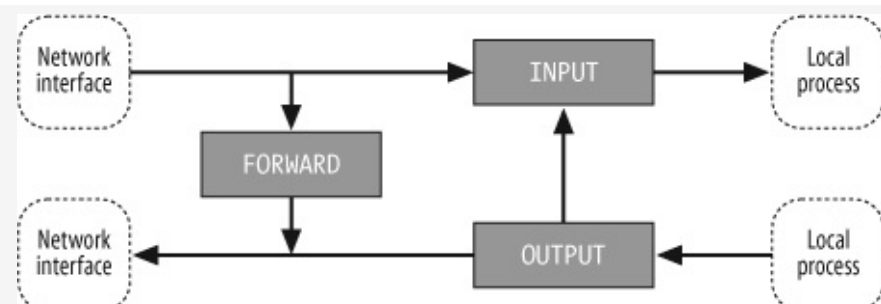 Network
interface
INPUT
Local
process
FORWARD
Network
interface
OUTPUT
Local
process